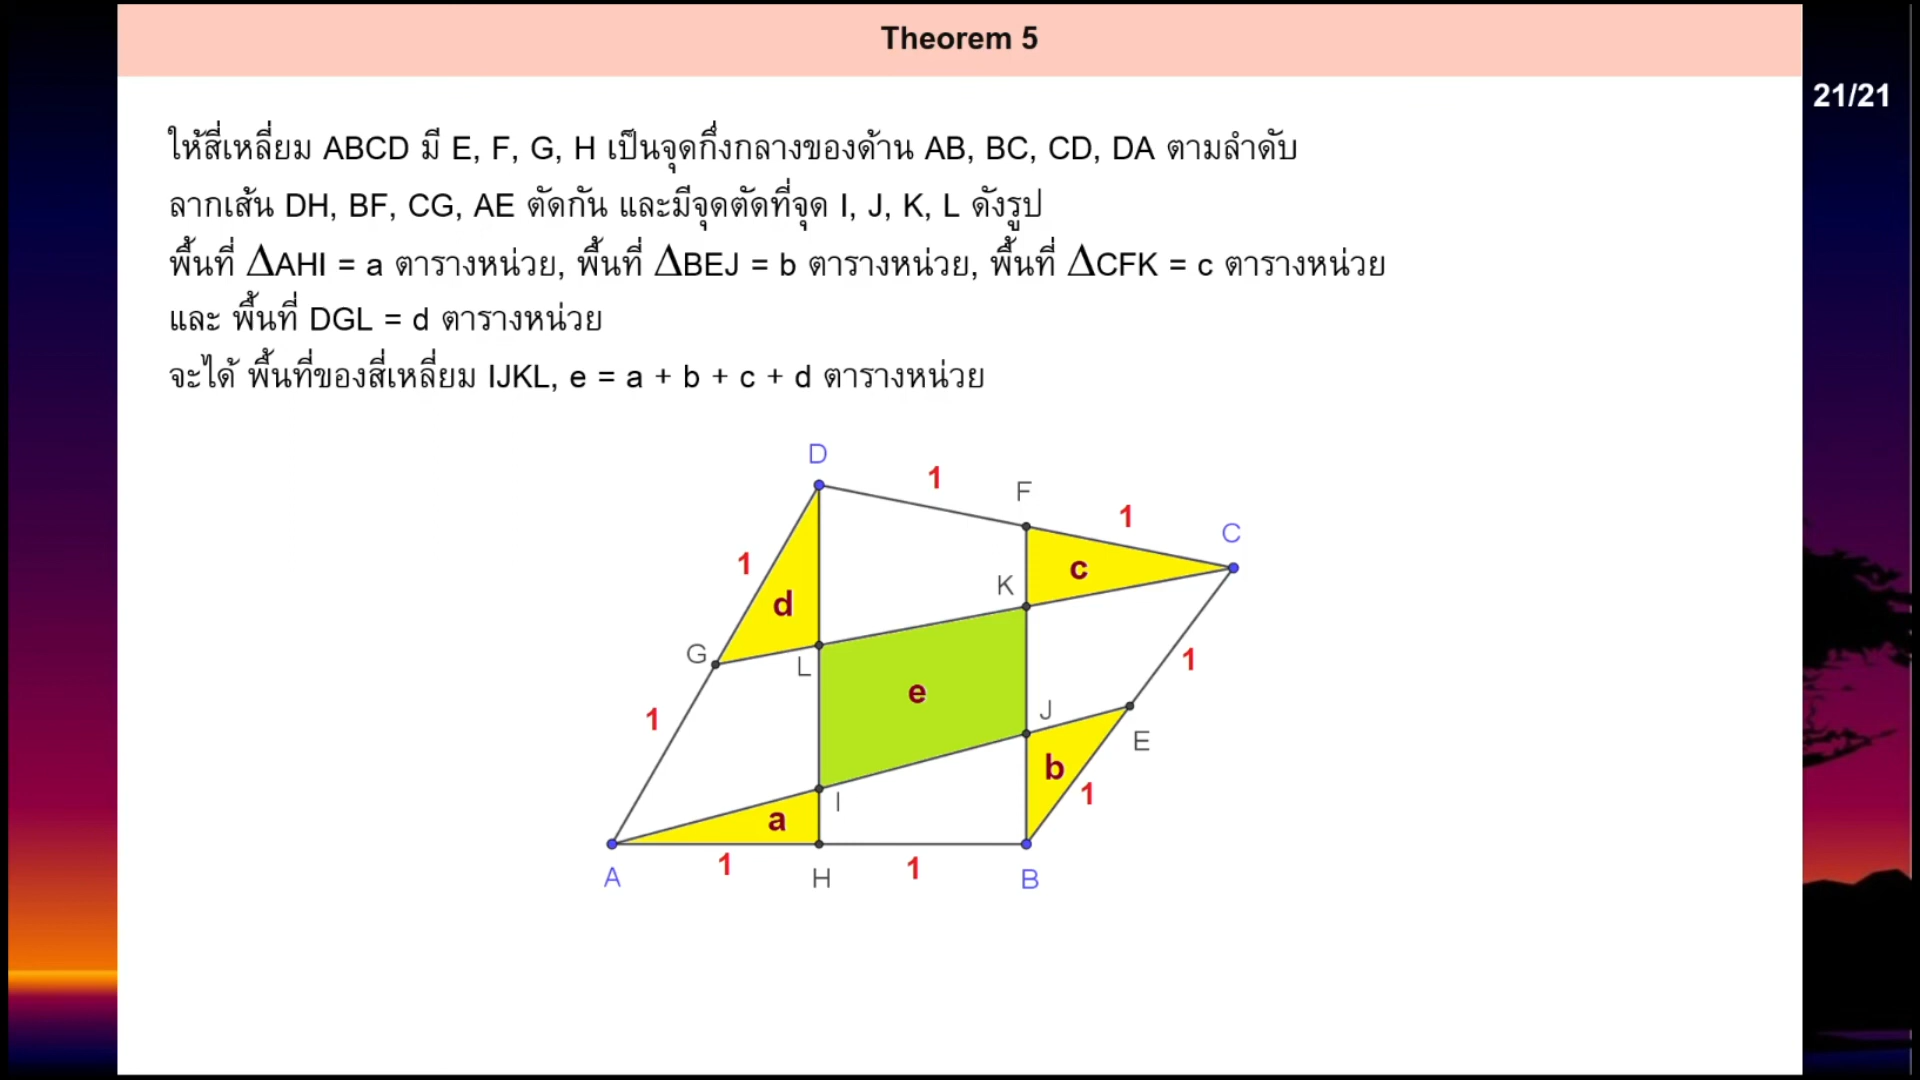 Theorem 5
21/21
ให้สี่เหลี่ยม ABCD มี E, F, G, H เป็นจุดกึ่งกลางของด้าน AB, BC, CD, DA ตามลำดับ
ลากเส้น DH, BF, CG, AE ตัดกัน และมีจุดตัดที่จุด I, J, K, L ดังรูป
พื้นที่ ΔAHI = a ตารางหน่วย, พื้นที่ ΔBEJ = b ตารางหน่วย, พื้นที่ ΔCFK = c ตารางหน่วย
และ พื้นที่ DGL = d ตารางหน่วย
จะได้ พื้นที่ของสี่เหลี่ยม IJKL, e = a + b + c + d ตารางหน่วย
D
1
F
1
C
1
c
K
d
G
L
1
e
1
J
E
b
1
I
a
A
1
H
1
B